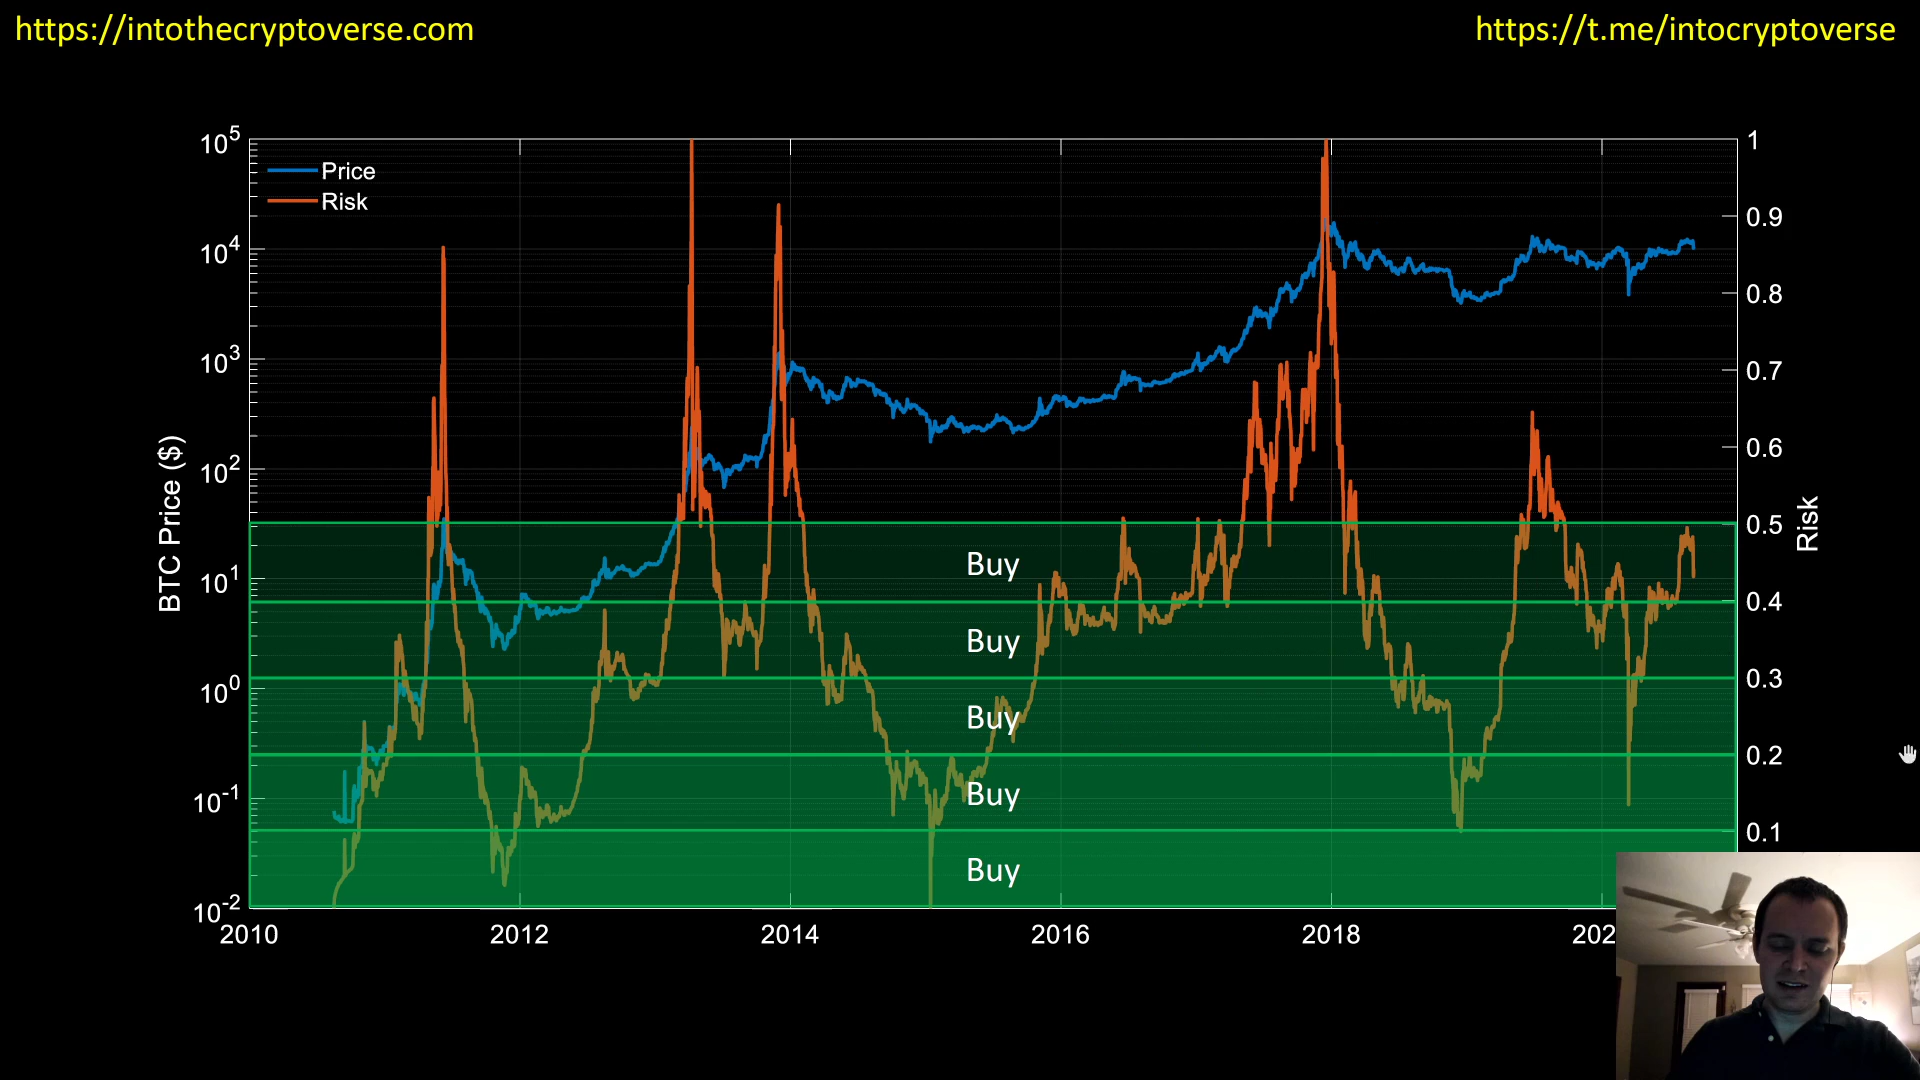 https://intothecryptoverse.com
https://t.me/intocryptoverse
Price
Risk
10^5
10^4
10^3
10^2
10^1
10^0
10^-1
10^-2
BTC Price ($)
1
0.9
0.8
0.7
0.6
0.5
0.4
0.3
0.2
0.1
Risk
Buy
Buy
Buy
Buy
Buy
2010 2012 2014 2016 2018 202